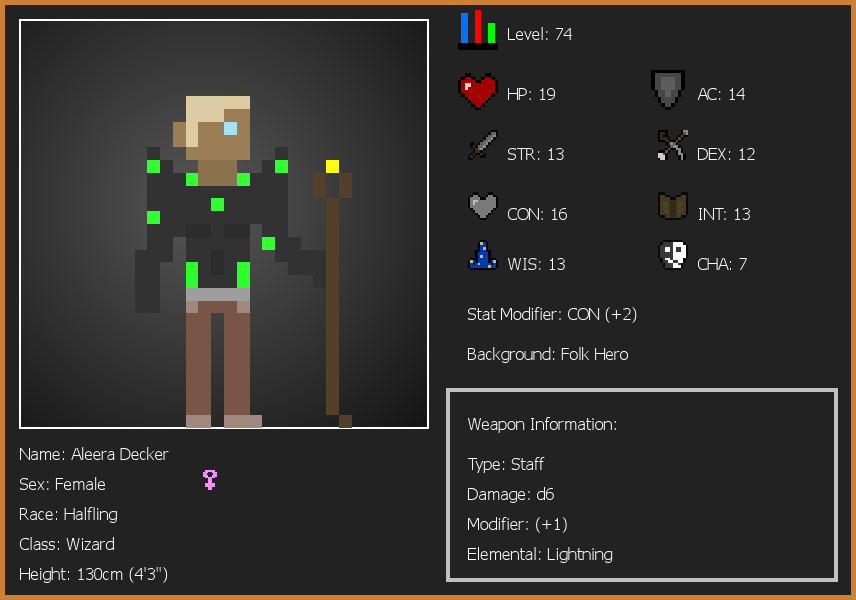 Level: 74
HP: 19
AC: 14
STR: 13
DEX: 12
CON: 16
INT: 13
WIS: 13
CHA: 7
Stat Modifier: CON (+2)
Background: Folk Hero
Weapon Information:
Type: Staff
Damage: d6
Modifier: (+1)
Elemental: Lightning
Name: Aleera Decker
Sex: Female
Race: Halfling
Class: Wizard
Height: 130cm (4'3")